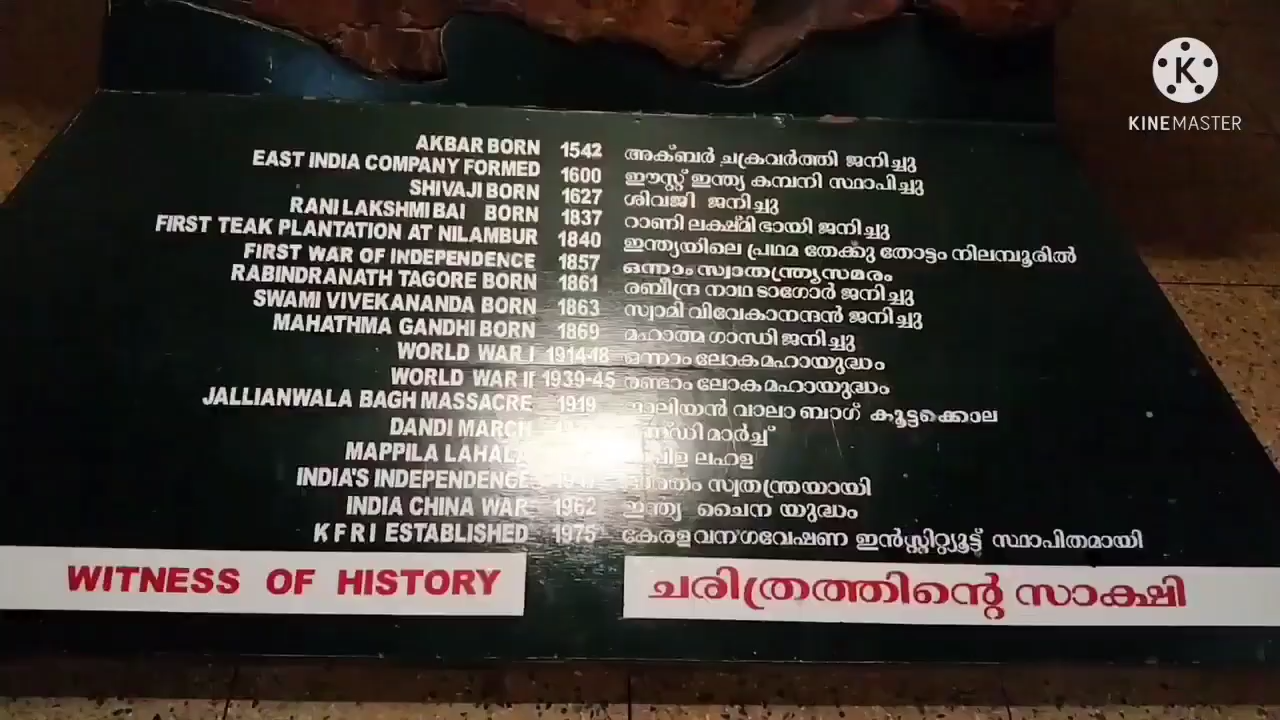 KINEMASTER
AKBAR BORN 1542 അക്ബർ ചക്രവർത്തി ജനിച്ചു
EAST INDIA COMPANY FORMED 1600 ഈസ്റ്റ് ഇന്ത്യ കമ്പനി സ്ഥാപിച്ചു
SHIVAJI BORN 1627 ശിവജി ജനിച്ചു
RANI LAKSHMI BAI BORN 1837 റാണി ലക്ഷ്മി ഭായി ജനിച്ചു
FIRST TEAK PLANTATION AT NILAMBUR 1840 ഇന്ത്യയിലെ പ്രഥമ തേക്കു തോട്ടം നിലമ്പൂരിൽ
FIRST WAR OF INDEPENDENCE 1857 ഒന്നാം സ്വാതന്ത്ര്യസമരം
RABINDRANATH TAGORE BORN 1861 രബീന്ദ്ര നാഥ ടാഗോർ ജനിച്ചു
SWAMI VIVEKANANDA BORN 1863 സ്വാമി വിവേകാനന്ദൻ ജനിച്ചു
MAHATHMA GANDHI BORN 1869 മഹാത്മ ഗാന്ധി ജനിച്ചു
WORLD WAR I 1914-18 ഒന്നാം ലോകമഹായുദ്ധം
WORLD WAR II 1939-45 രണ്ടാം ലോകമഹായുദ്ധം
JALLIANWALA BAGH MASSACRE 1919 വാലാ ബാഗ് കൂട്ടക്കൊല
DANDI MARCH മാർച്ച്
MAPPILA LAHALA ലഹള
INDIA'S INDEPENDENCE സ്വതന്ത്രയായി
INDIA CHINA WAR 1962 ഇന്ത്യ ചൈന യുദ്ധം
K F R I ESTABLISHED 1975 കേരള വനഗവേഷണ ഇൻസ്റ്റിറ്റ്യൂട്ട് സ്ഥാപിതമായി
WITNESS OF HISTORY ചരിത്രത്തിന്റെ സാക്ഷി